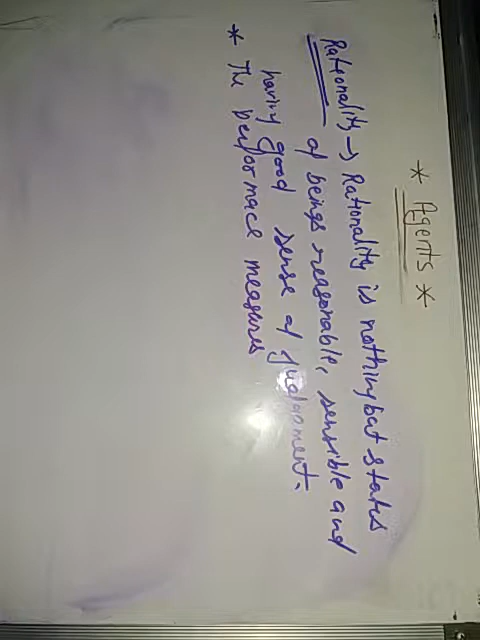 * Agents *
Rationality → Rationality is nothing but status
of beings reasonable, sensible and
having good sense of judgement.
* The performace measures